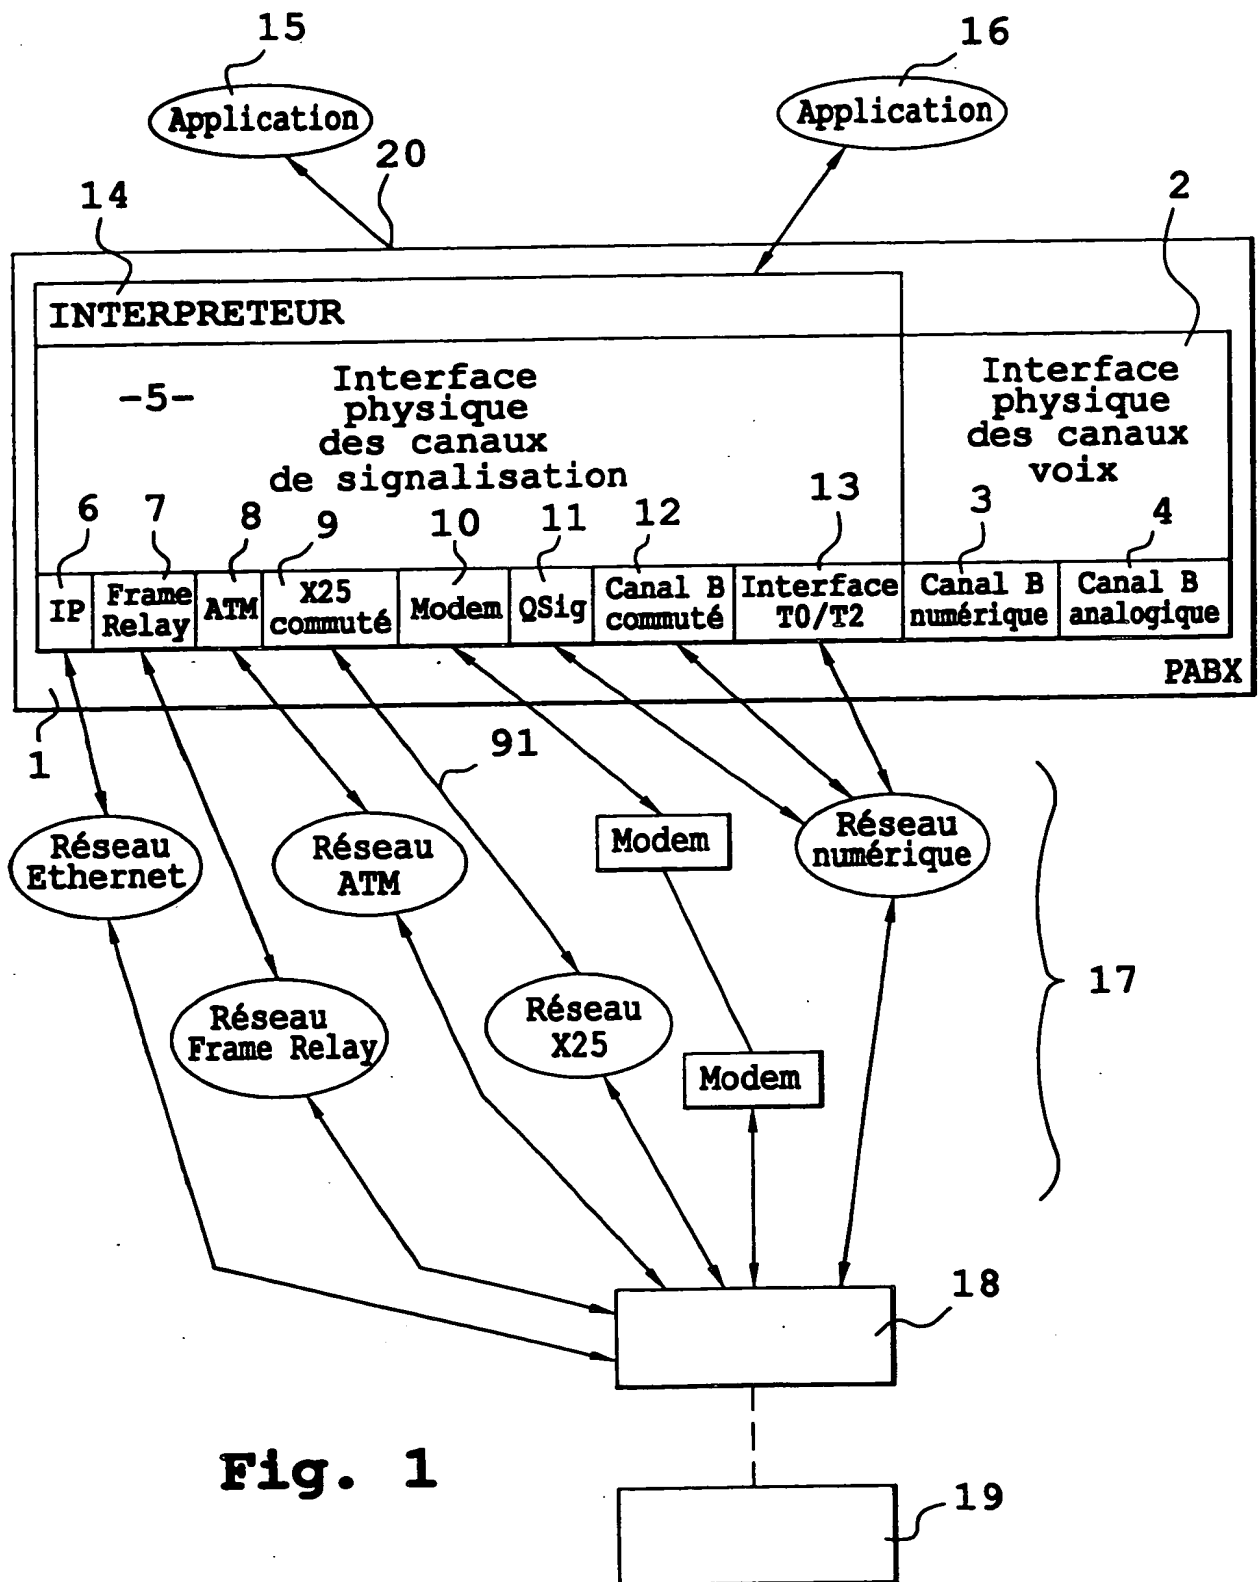 15
16
Application
Application
20
14
2
INTERPRETEUR
-5-
Interface
physique
des canaux
de signalisation
Interface
physique
des canaux
voix
6
7
8
9
10
11
12
13
3
4
IP
Frame
Relay
ATM
X25
commuté
Modem
QSig
Canal B
commuté
Interface
T0/T2
Canal B
numérique
Canal B
analogique
PABX
1
91
Réseau
Ethernet
Réseau
ATM
Modem
Réseau
numérique
17
Réseau
Frame Relay
Réseau
X25
Modem
18
Fig. 1
19